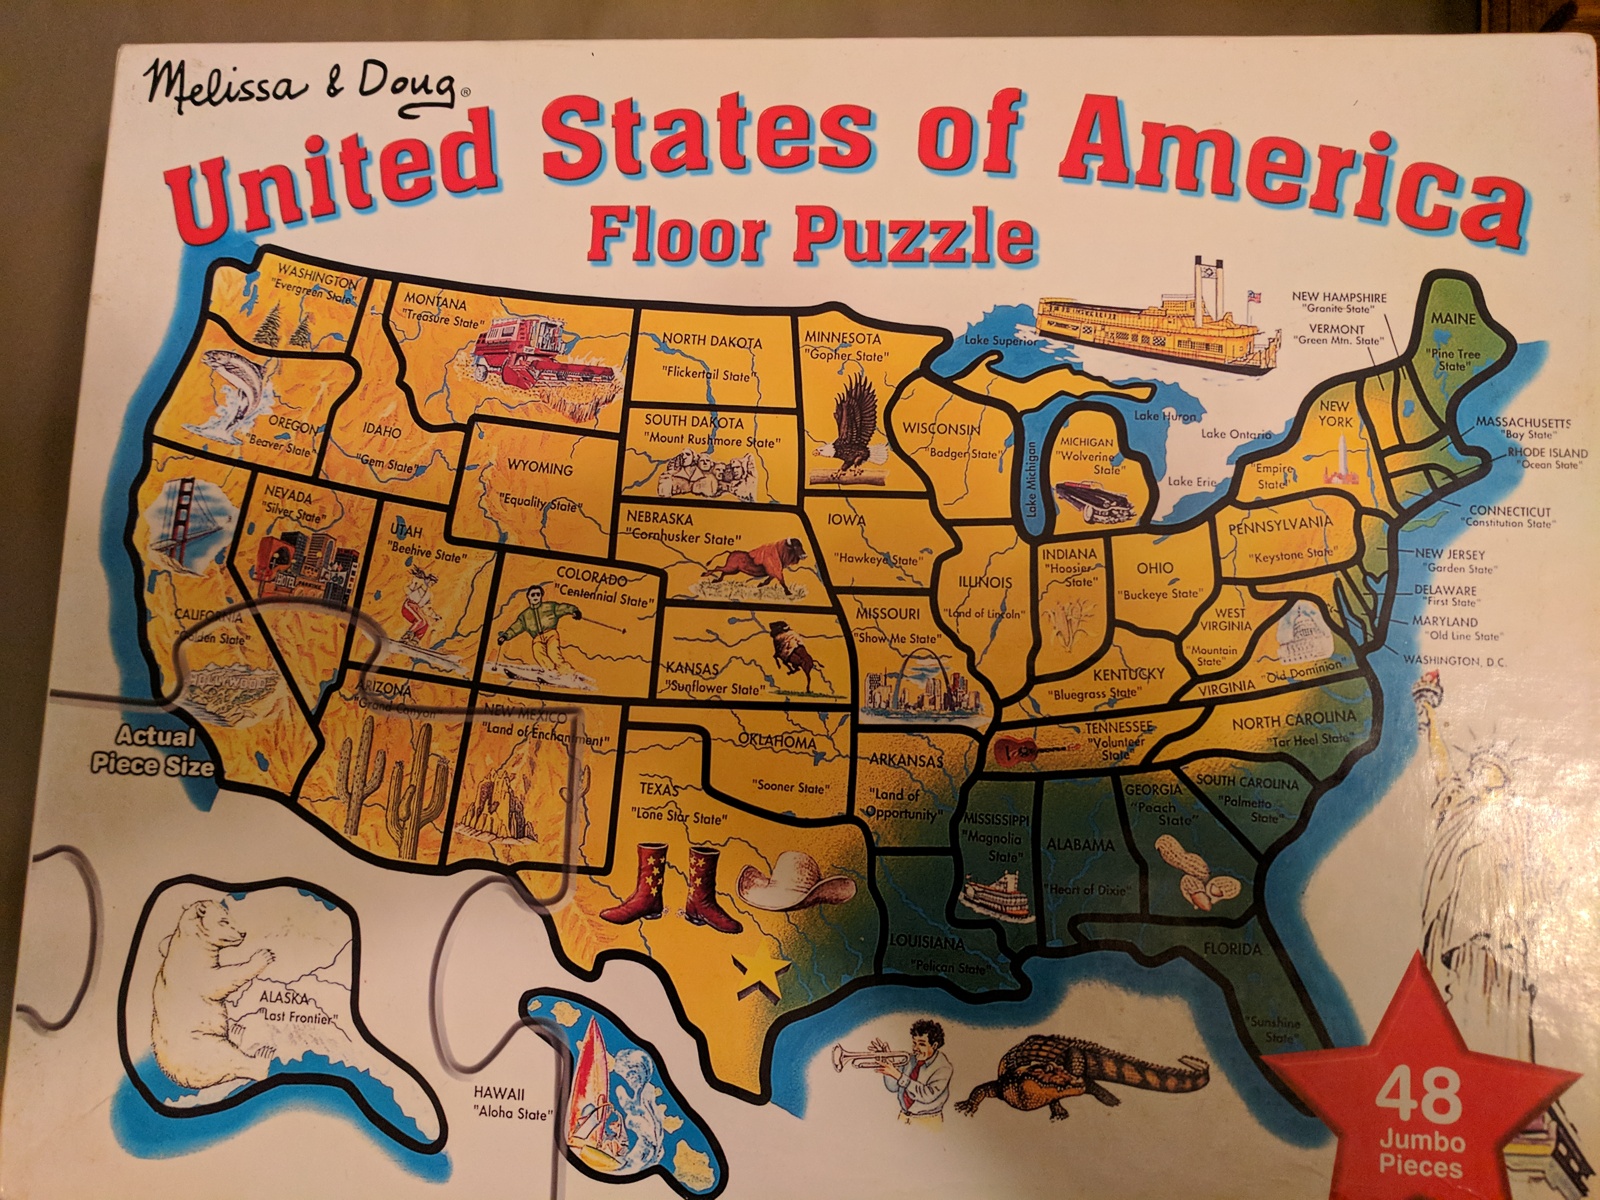 Melissa & Doug®
United States of America
Floor Puzzle
WASHINGTON
"Evergreen State"
MONTANA
"Treasure State"
NORTH DAKOTA
"Flickertail State"
MINNESOTA
"Gopher State"
Lake Superior
NEW HAMPSHIRE
"Granite State"
VERMONT
"Green Mtn. State"
MAINE
"Pine Tree
State"
OREGON
"Beaver State"
IDAHO
"Gem State"
WYOMING
"Equality State"
SOUTH DAKOTA
"Mount Rushmore State"
WISCONSIN
"Badger State"
Lake Michigan
MICHIGAN
"Wolverine
State"
Lake Huron
Lake Ontario
Lake Erie
NEW
YORK
"Empire
State"
MASSACHUSETTS
"Bay State"
RHODE ISLAND
"Ocean State"
CONNECTICUT
"Constitution State"
NEW JERSEY
"Garden State"
DELAWARE
"First State"
MARYLAND
"Old Line State"
WASHINGTON, D.C.
NEVADA
"Silver State"
HOTEL
UTAH
"Beehive State"
COLORADO
"Centennial State"
NEBRASKA
"Cornhusker State"
IOWA
"Hawkeye State"
ILLINOIS
"Land of Lincoln"
INDIANA
"Hoosier
State"
OHIO
"Buckeye State"
PENNSYLVANIA
"Keystone State"
WEST
VIRGINIA
"Mountain
State"
CALIFORNIA
"Golden State"
HOLLYWOOD
KANSAS
"Sunflower State"
MISSOURI
"Show Me State"
KENTUCKY
"Bluegrass State"
VIRGINIA "Old Dominion"
ARIZONA
"Grand Canyon
NEW MEXICO
"Land of Enchantment"
OKLAHOMA
"Sooner State"
ARKANSAS
"Land of
Opportunity"
TENNESSEE
"Volunteer
State"
NORTH CAROLINA
"Tar Heel State"
SOUTH CAROLINA
"Palmetto
State"
GEORGIA
"Peach
State"
TEXAS
"Lone Star State"
MISSISSIPPI
"Magnolia
State"
ALABAMA
"Heart of Dixie"
LOUISIANA
"Pelican State"
FLORIDA
"Sunshine
State"
Actual
Piece Size
ALASKA
"Last Frontier"
HAWAII
"Aloha State"
48
Jumbo
Pieces